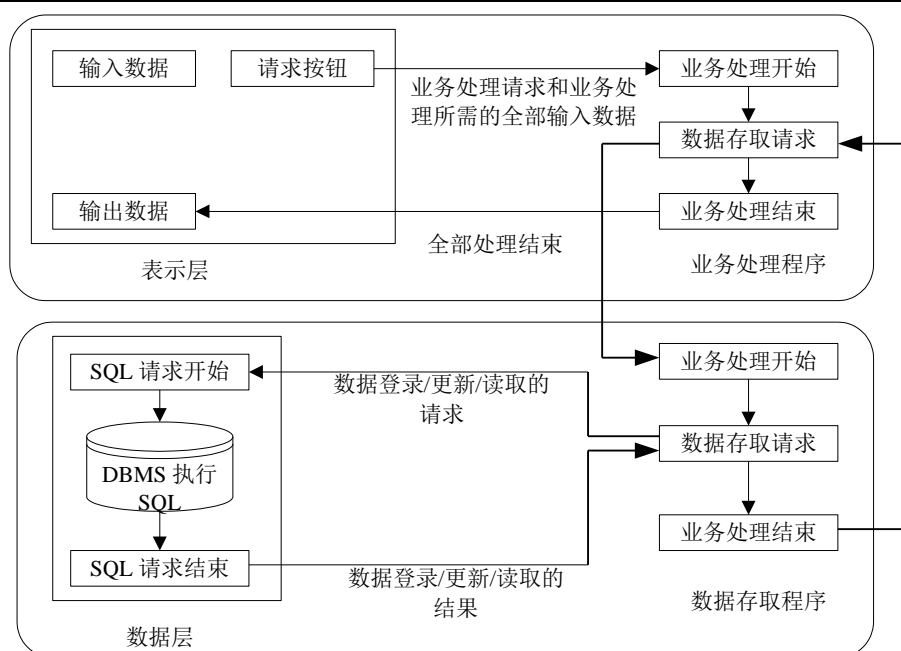 输入数据
请求按钮
业务处理开始
业务处理请求和业务处
理所需的全部输入数据
数据存取请求
输出数据
业务处理结束
全部处理结束
表示层
业务处理程序
SQL 请求开始
业务处理开始
数据登录/更新/读取的
请求
数据存取请求
DBMS 执行
SQL
业务处理结束
SQL 请求结束
数据登录/更新/读取的
结果
数据存取程序
数据层